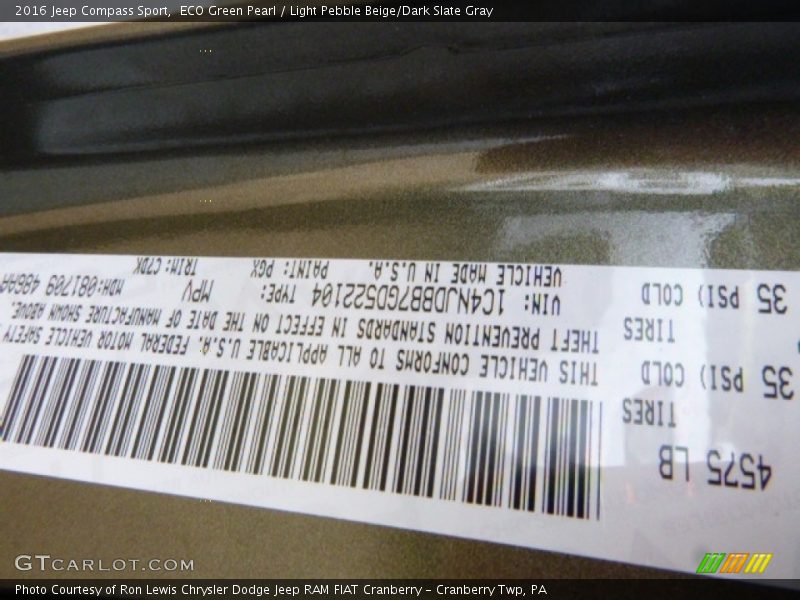 2016 Jeep Compass Sport,  ECO Green Pearl / Light Pebble Beige/Dark Slate Gray
4575 LB
TIRES
35 PSI) COLD
TIRES
35 PSI) COLD
THIS VEHICLE CONFORMS TO ALL APPLICABLE U.S.A. FEDERAL MOTOR VEHICLE SAFETY
THEFT PREVENTION STANDARDS IN EFFECT ON THE DATE OF MANUFACTURE SHOWN ABOVE.
VIN: 1C4NJDBB7GD522104 TYPE: MPV MDH:081709
VEHICLE MADE IN U.S.A. PAINT: PGX TRIM: C7DK
GTCARLOT.COM
Photo Courtesy of Ron Lewis Chrysler Dodge Jeep RAM FIAT Cranberry – Cranberry Twp, PA